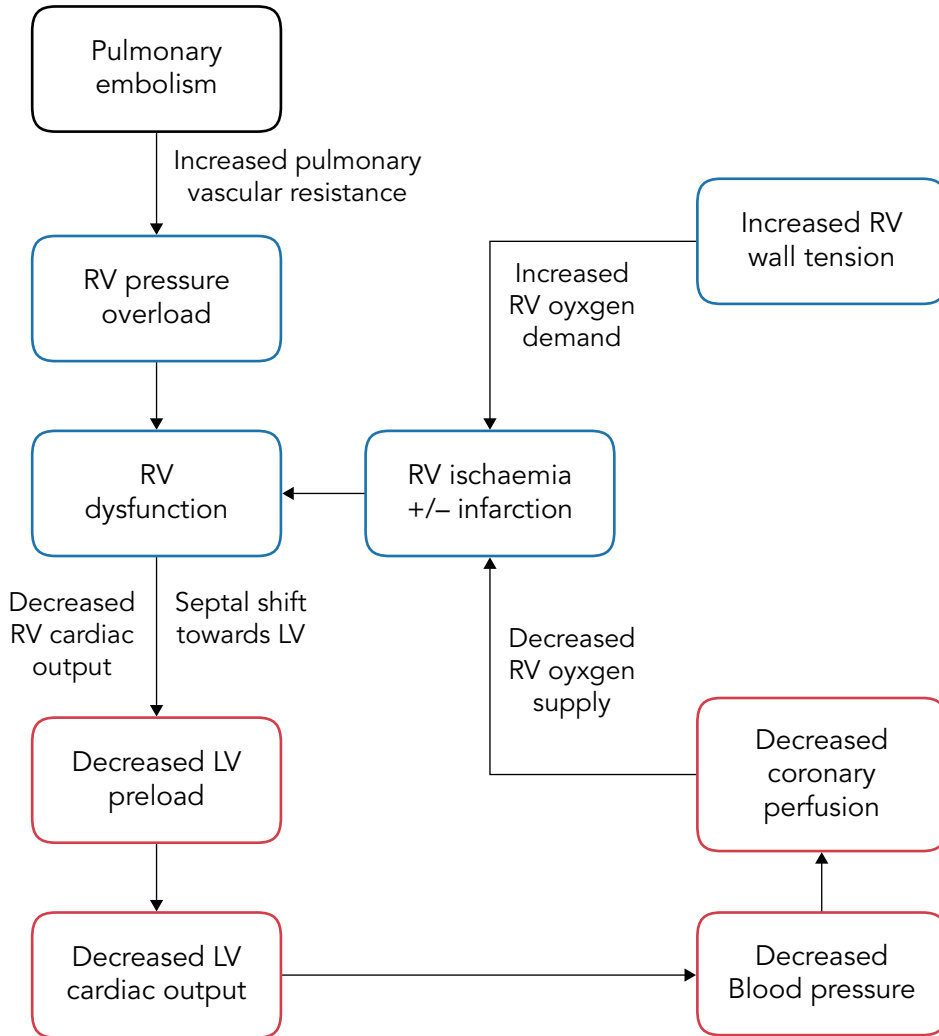 Pulmonary
embolism
Increased pulmonary
vascular resistance
RV pressure
overload
Increased RV
wall tension
Increased
RV oyxgen
demand
RV
dysfunction
RV ischaemia
+/– infarction
Decreased
RV cardiac
output
Septal shift
towards LV
Decreased
RV oyxgen
supply
Decreased LV
preload
Decreased
coronary
perfusion
Decreased LV
cardiac output
Decreased
Blood pressure